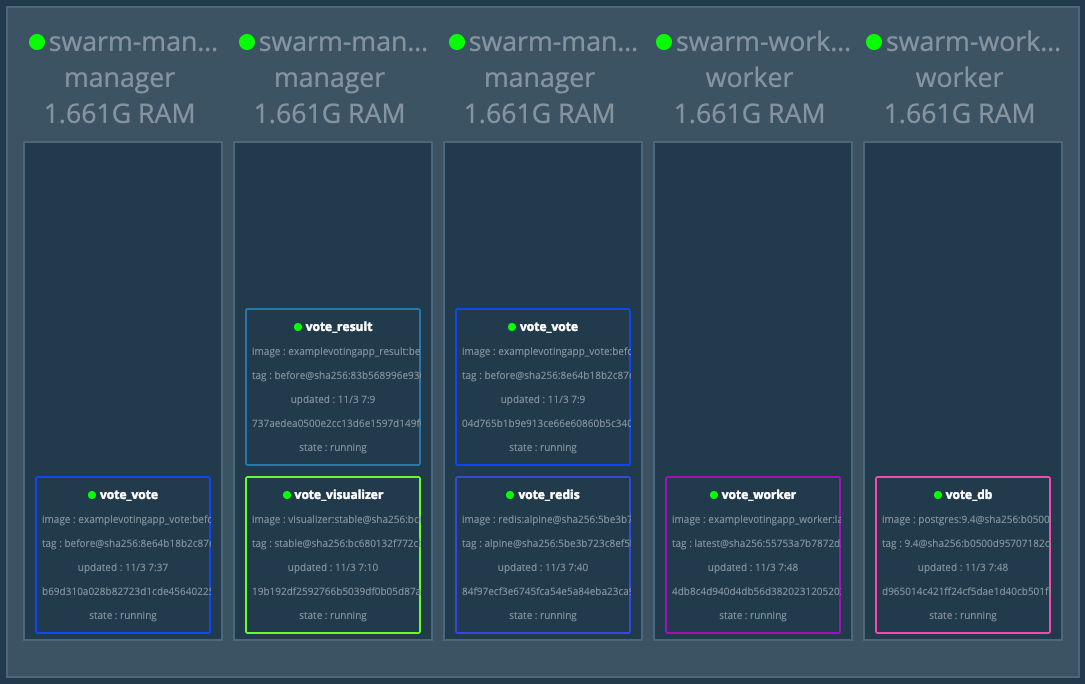 swarm-man...
manager
1.661G RAM
swarm-man...
manager
1.661G RAM
swarm-man...
manager
1.661G RAM
swarm-work...
worker
1.661G RAM
swarm-work...
worker
1.661G RAM
vote_vote
image : examplevotingapp_vote:befo
tag : before@sha256:8e64b18b2c87
updated : 11/3 7:37
b69d310a028b82723d1cde4564022
state : running
vote_result
image : examplevotingapp_result:be
tag : before@sha256:83b568996e93
updated : 11/3 7:9
737aedea0500e2cc13d6e1597d149f
state : running
vote_visualizer
image : visualizer:stable@sha256:bc
tag : stable@sha256:bc680132f772c
updated : 11/3 7:10
19b192df2592766b5039df0b05d87a
state : running
vote_vote
image : examplevotingapp_vote:befo
tag : before@sha256:8e64b18b2c87
updated : 11/3 7:9
04d765b1b9e913ce66e60860b5c340
state : running
vote_redis
image : redis:alpine@sha256:5be3b7
tag : alpine@sha256:5be3b723c8ef5
updated : 11/3 7:40
84f97ecf3e6745fca54e5a84eba23ca
state : running
vote_worker
image : examplevotingapp_worker:la
tag : latest@sha256:55753a7b7872d
updated : 11/3 7:48
4db8c4d940d4db56d382023120520
state : running
vote_db
image : postgres:9.4@sha256:b0500
tag : 9.4@sha256:b0500d95707182c
updated : 11/3 7:48
d965014c421ff24cf5dae1d40cb501f
state : running